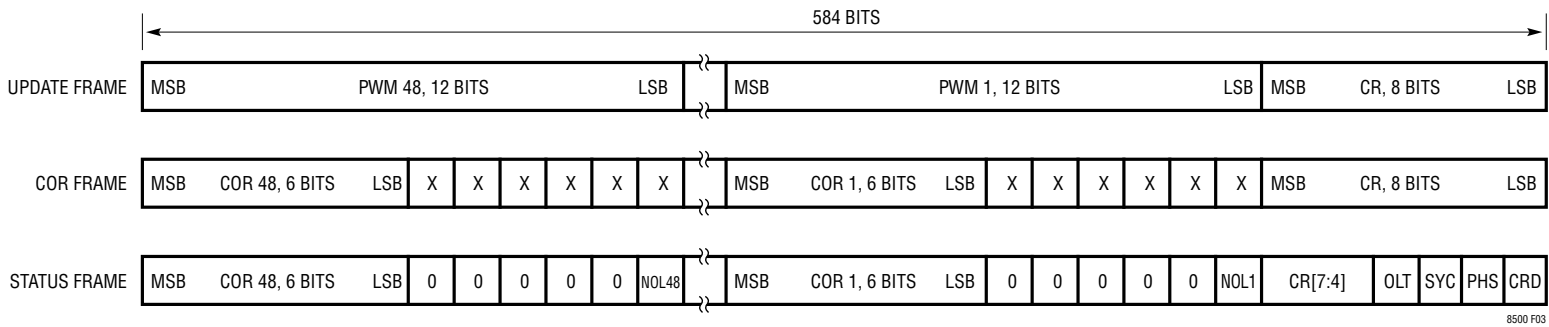 584 BITS
UPDATE FRAME MSB PWM 48, 12 BITS LSB MSB PWM 1, 12 BITS LSB MSB CR, 8 BITS LSB
COR FRAME MSB COR 48, 6 BITS LSB X X X X X X MSB COR 1, 6 BITS LSB X X X X X X MSB CR, 8 BITS LSB
STATUS FRAME MSB COR 48, 6 BITS LSB 0 0 0 0 0 NOL48 MSB COR 1, 6 BITS LSB 0 0 0 0 0 NOL1 CR[7:4] OLT SYC PHS CRD
8500 F03